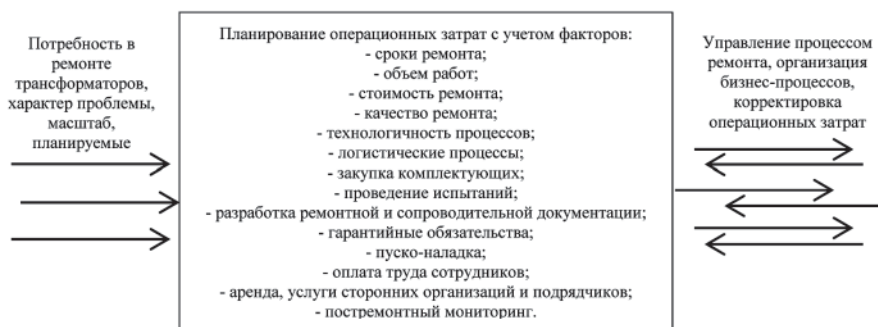 Потребность в
ремонте
трансформаторов,
характер проблемы,
масштаб,
планируемые
Планирование операционных затрат с учетом факторов:
- сроки ремонта;
- объем работ;
- стоимость ремонта;
- качество ремонта;
- технологичность процессов;
- логистические процессы;
- закупка комплектующих;
- проведение испытаний;
- разработка ремонтной и сопроводительной документации;
- гарантийные обязательства;
- пуско-наладка;
- оплата труда сотрудников;
- аренда, услуги сторонних организаций и подрядчиков;
- постремонтный мониторинг.
Управление процессом
ремонта, организация
бизнес-процессов,
корректировка
операционных затрат